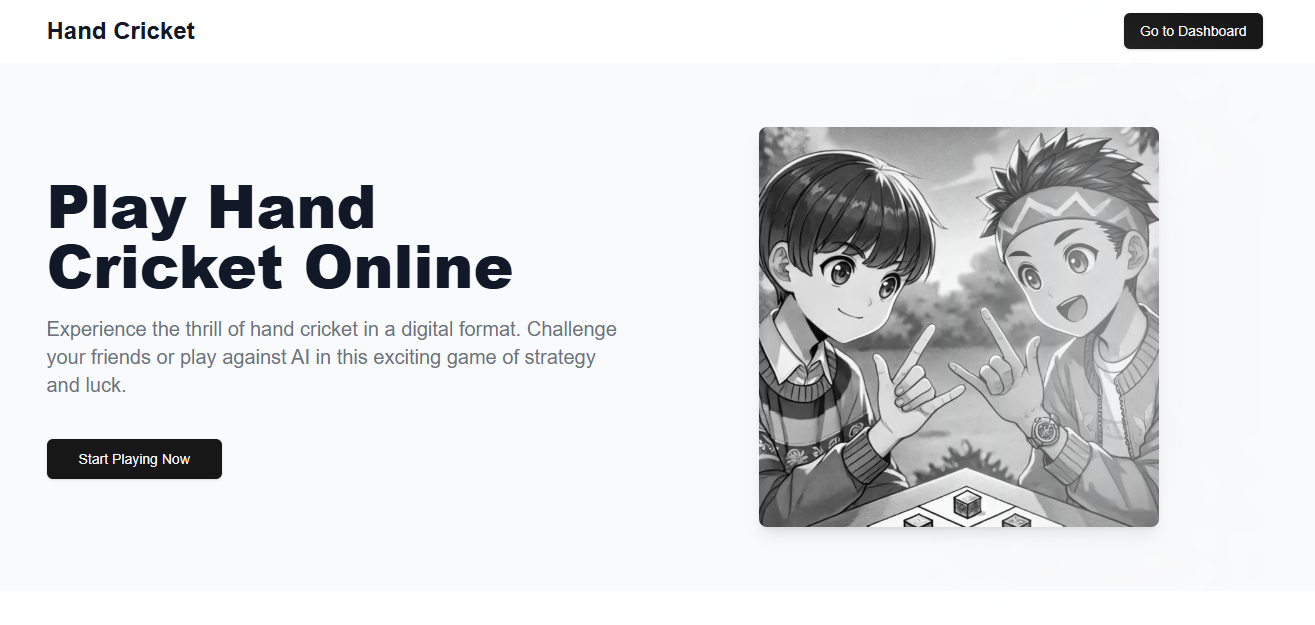 Hand Cricket
Go to Dashboard
Play Hand
Cricket Online
Experience the thrill of hand cricket in a digital format. Challenge
your friends or play against AI in this exciting game of strategy
and luck.
Start Playing Now